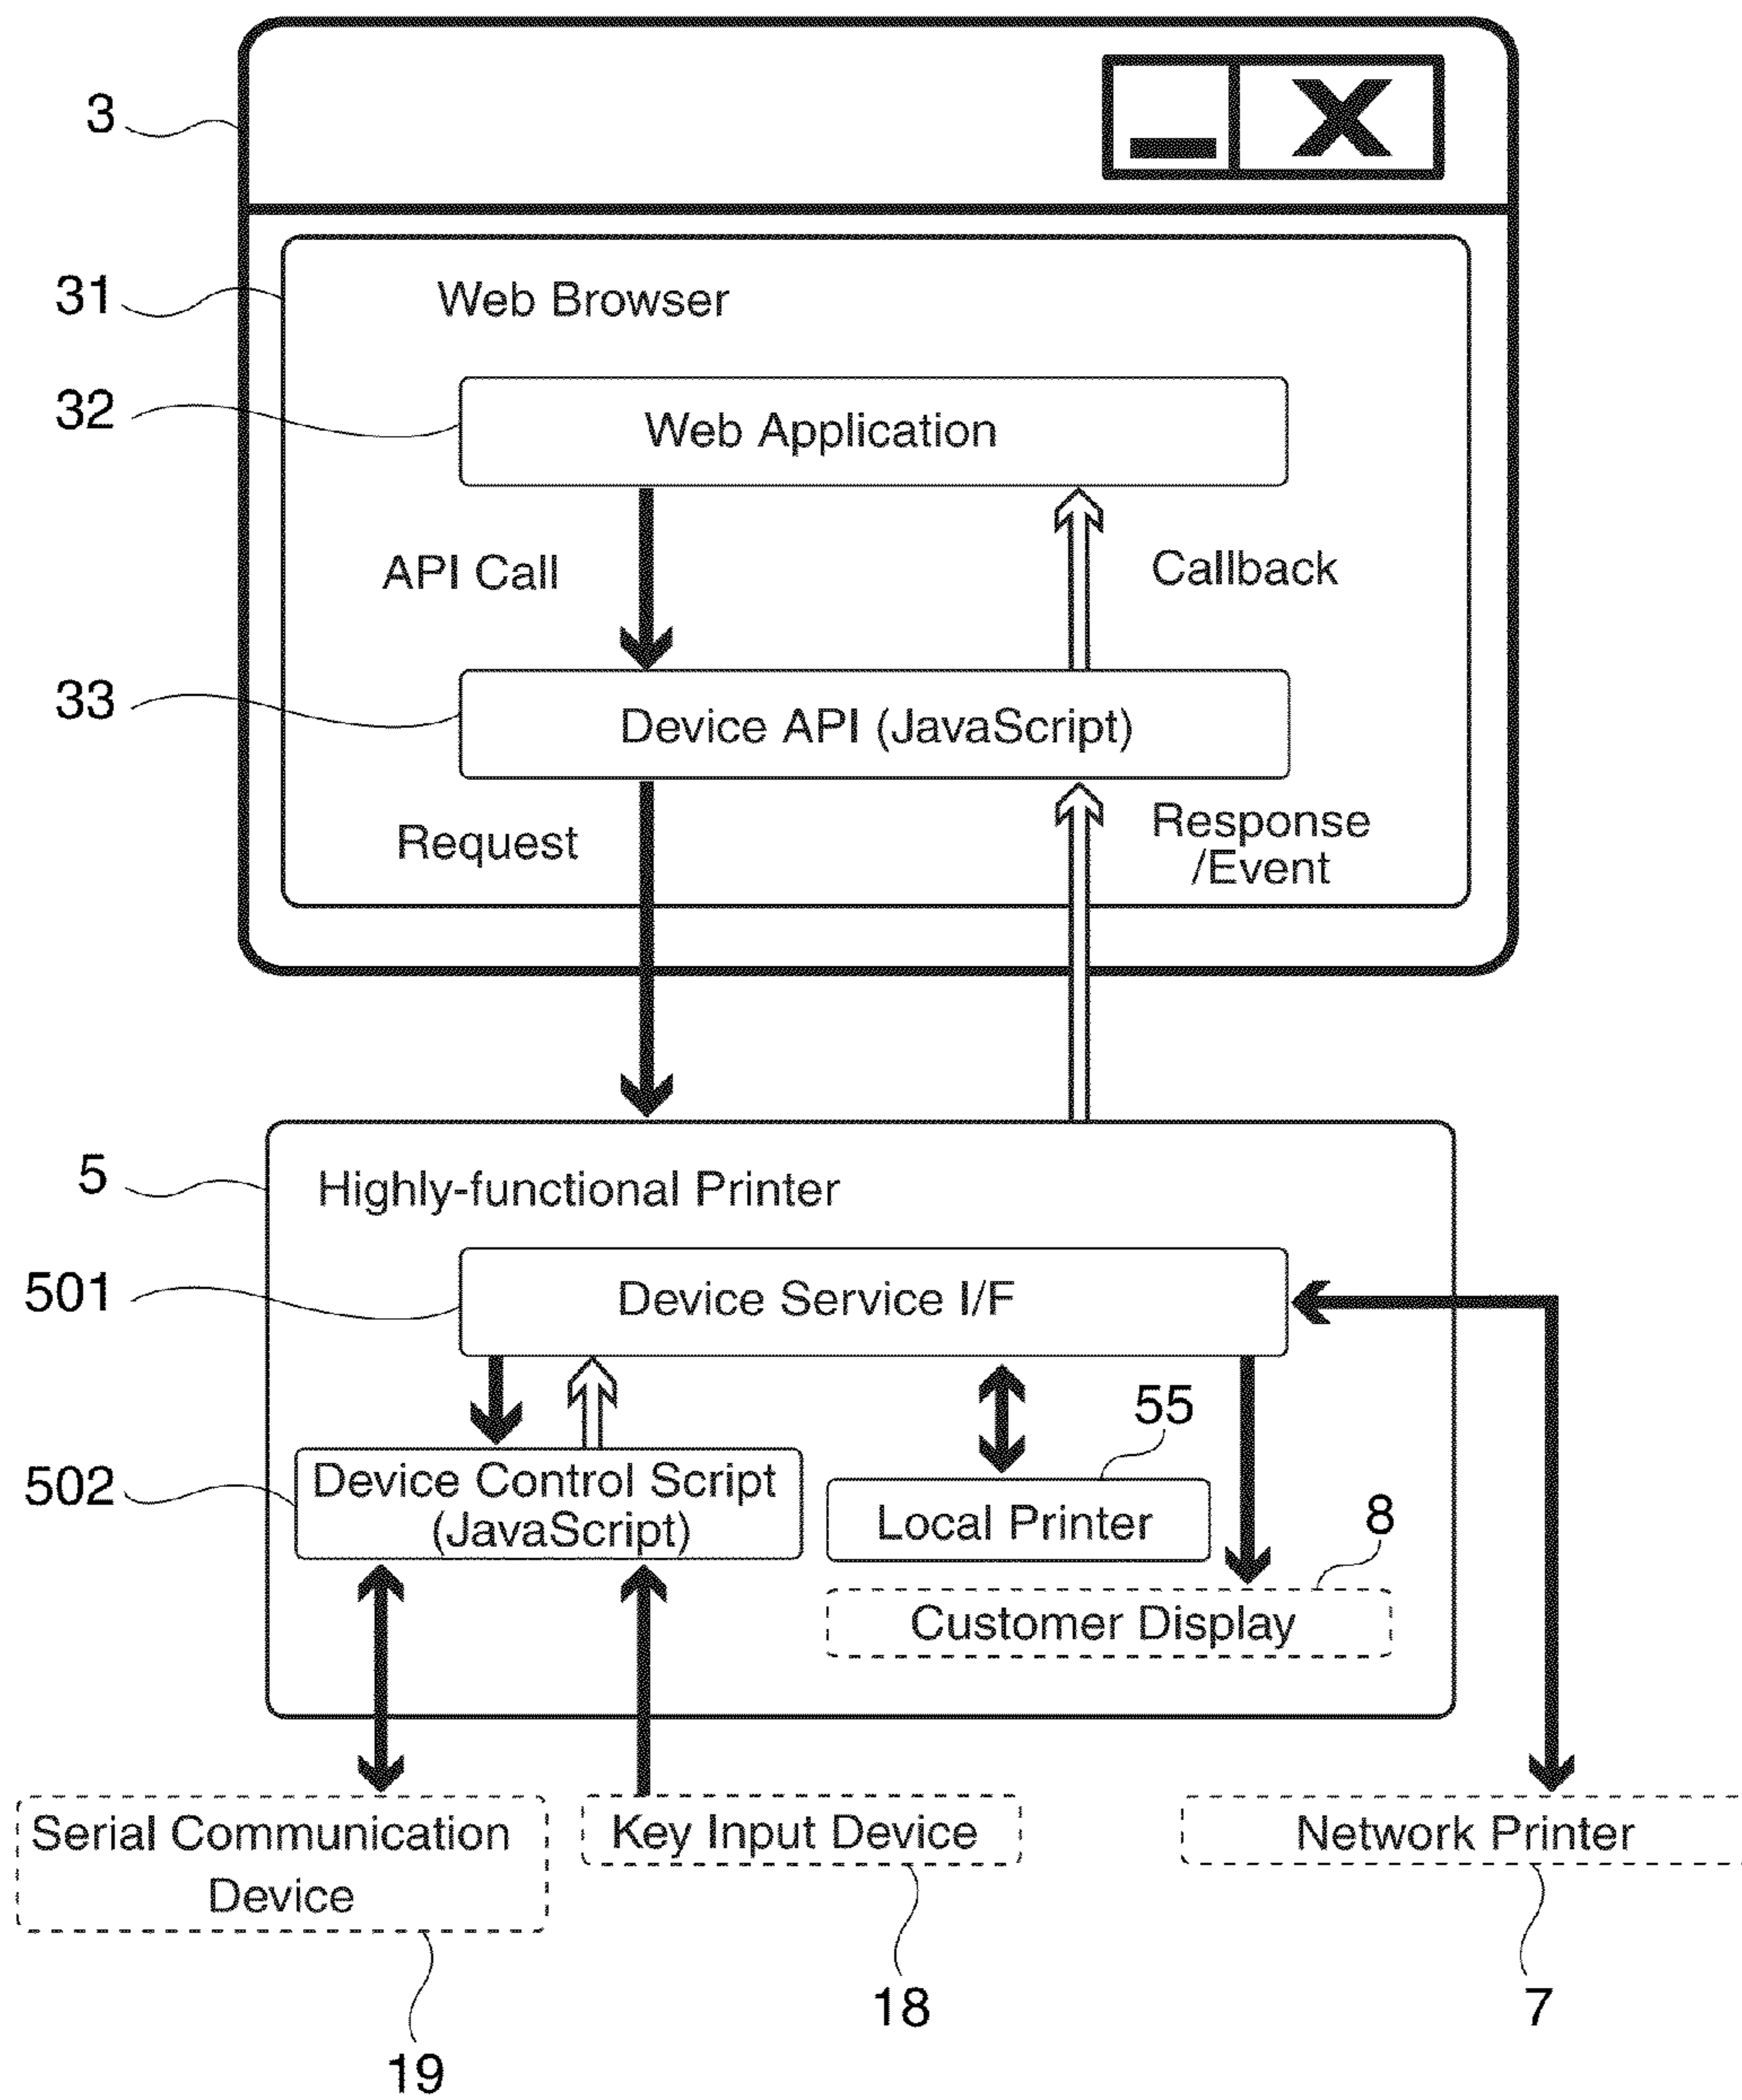 3
X
31
Web Browser
32
Web Application
API Call
Callback
33
Device API (JavaScript)
Request
Response
/Event
5
Highly-functional Printer
501
Device Service I/F
55
502
Device Control Script
(JavaScript)
Local Printer
8
Customer Display
Serial Communication
Device
Key Input Device
Network Printer
18
7
19